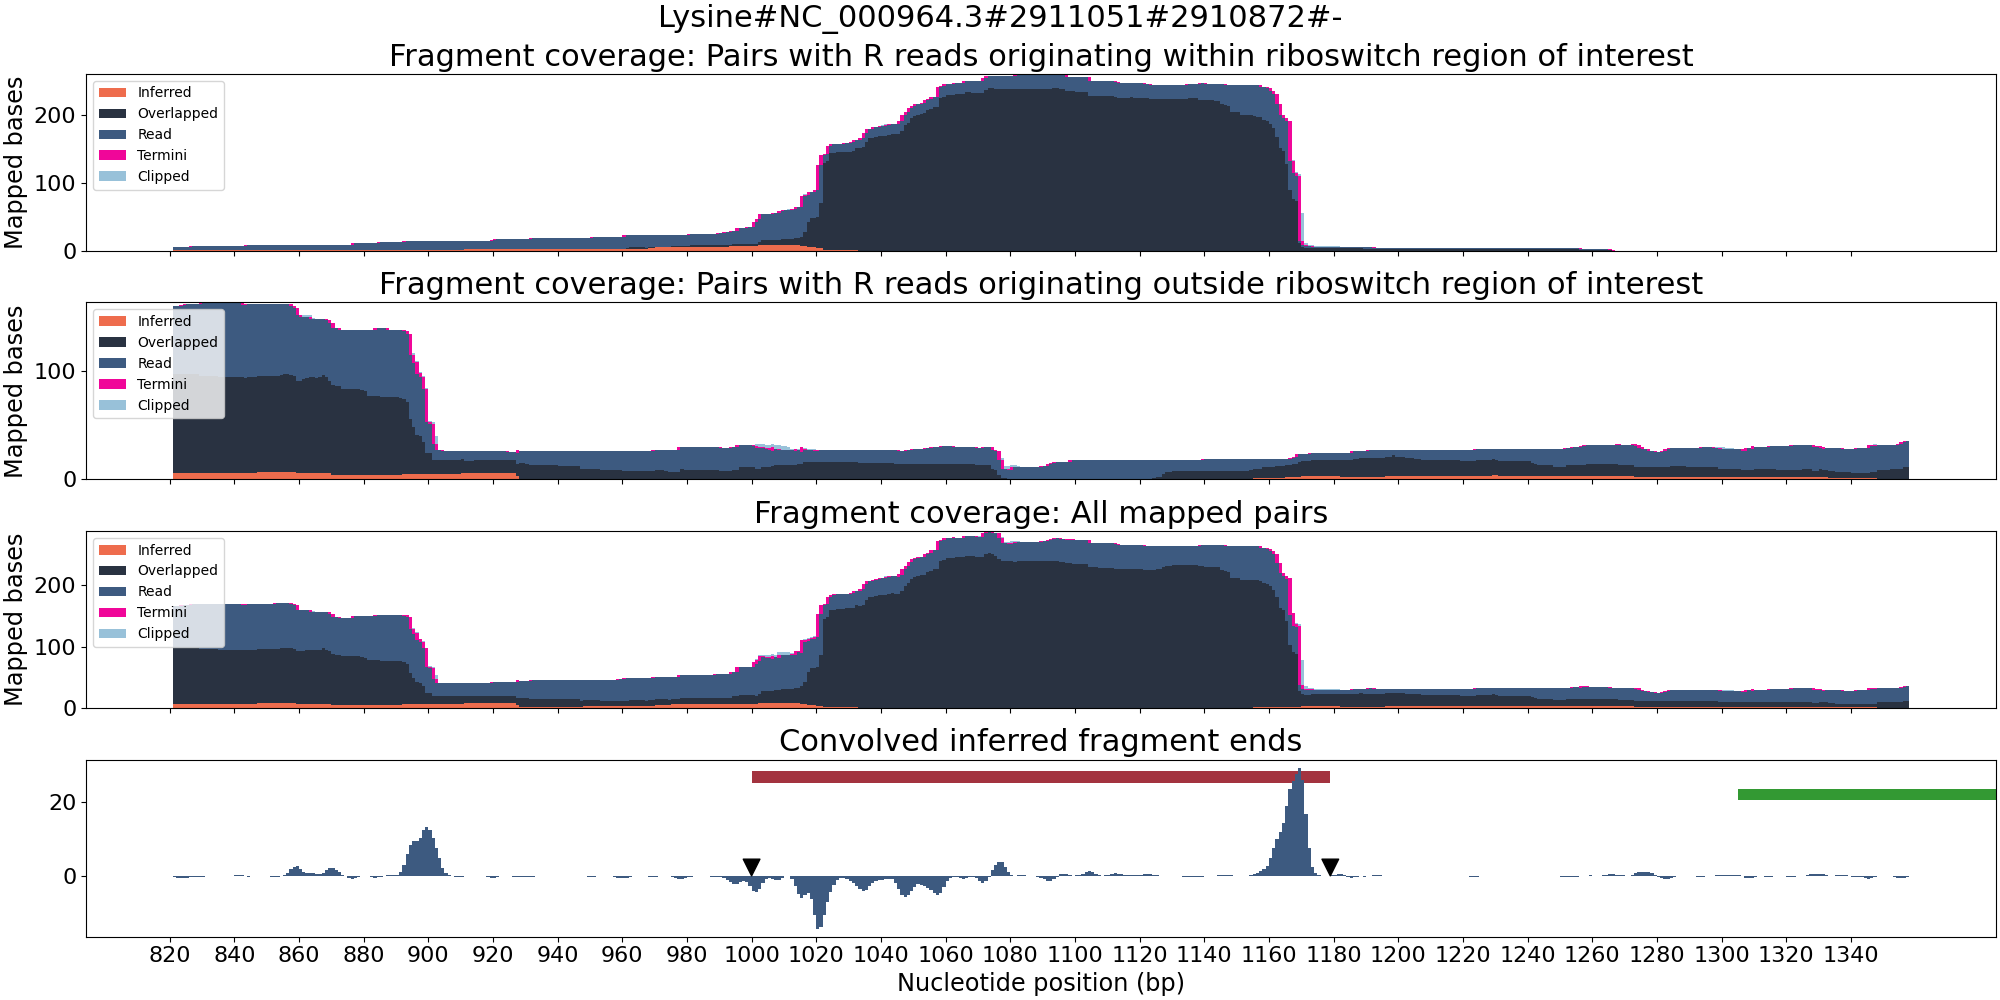 Lysine#NC_000964.3#2911051#2910872#-
Fragment coverage: Pairs with R reads originating within riboswitch region of interest
Mapped bases
200
100
0
Inferred
Overlapped
Read
Termini
Clipped
Fragment coverage: Pairs with R reads originating outside riboswitch region of interest
Mapped bases
100
0
Inferred
Overlapped
Read
Termini
Clipped
Fragment coverage: All mapped pairs
Mapped bases
200
100
0
Inferred
Overlapped
Read
Termini
Clipped
Convolved inferred fragment ends
20
0
820 840 860 880 900 920 940 960 980 1000 1020 1040 1060 1080 1100 1120 1140 1160 1180 1200 1220 1240 1260 1280 1300 1320 1340
Nucleotide position (bp)